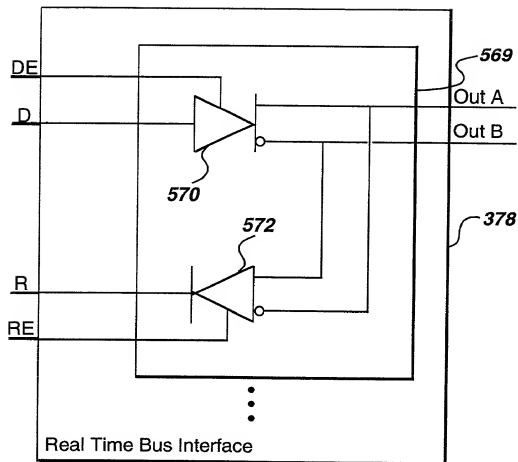 569
DE
Out A
D
Out B
570
572
378
R
RE
Real Time Bus Interface